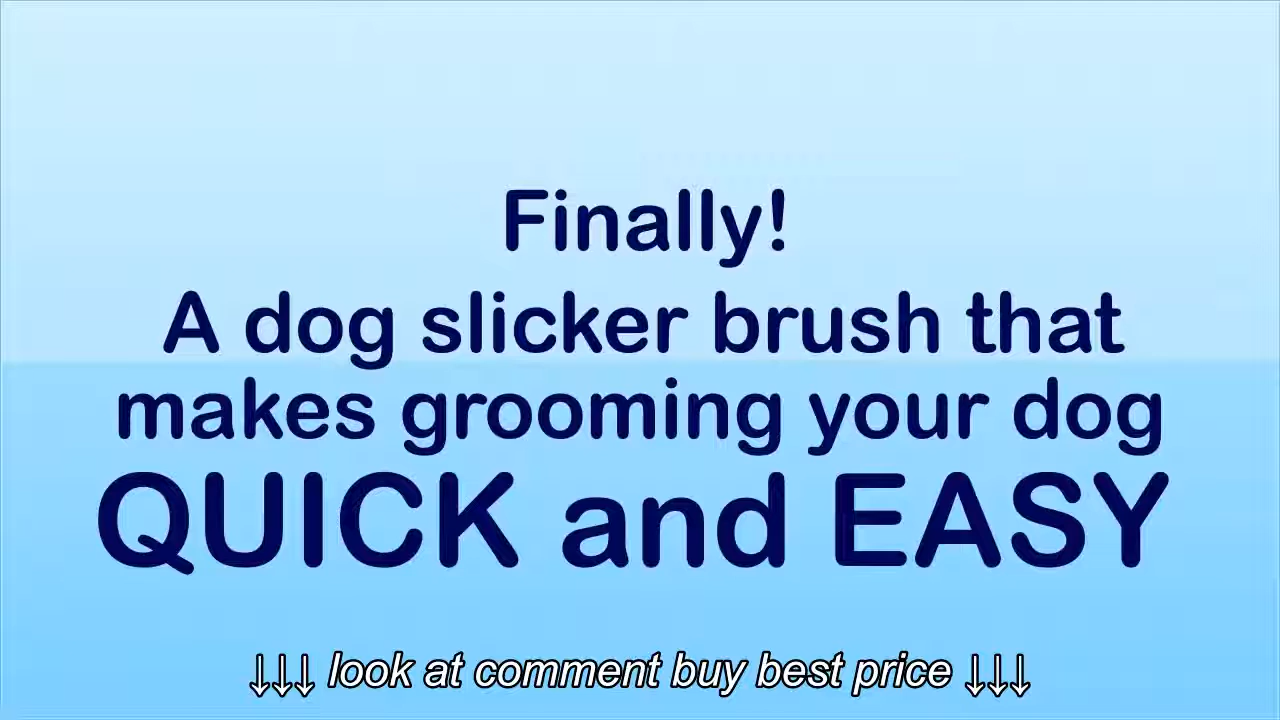 Finally!
A dog slicker brush that
makes grooming your dog
QUICK and EASY
↓↓↓ look at comment buy best price ↓↓↓